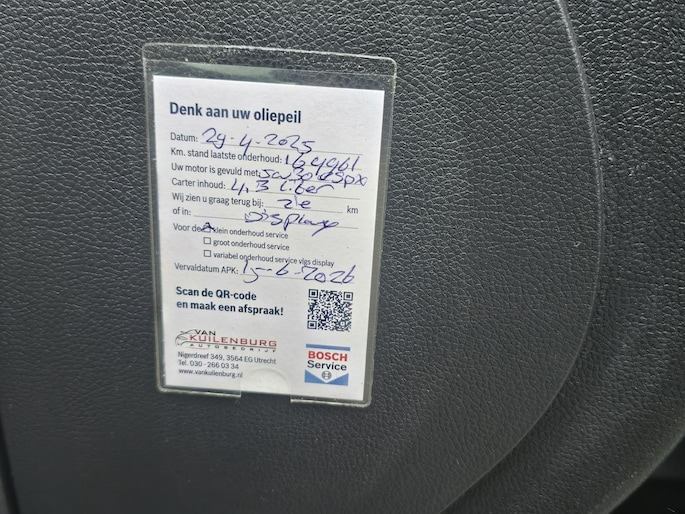 Denk aan uw oliepeil
Datum: 29-4-2025
Km. stand laatste onderhoud: 164961
Uw motor is gevuld met: 5w30
Carter inhoud: 4,3 liter
Wij zien u graag terug bij: zie km
of in: Display
Voor de: klein onderhoud service
groot onderhoud service
variabel onderhoud service vlgs display
Vervaldatum APK: 15-6-2026
Scan de QR-code
en maak een afspraak!
VAN
KUILENBURG
AUTOBEDRIJF
Nigerdreef 349, 3564 EG Utrecht
Tel. 030 - 266 03 34
www.vankuilenburg.nl
BOSCH
Service